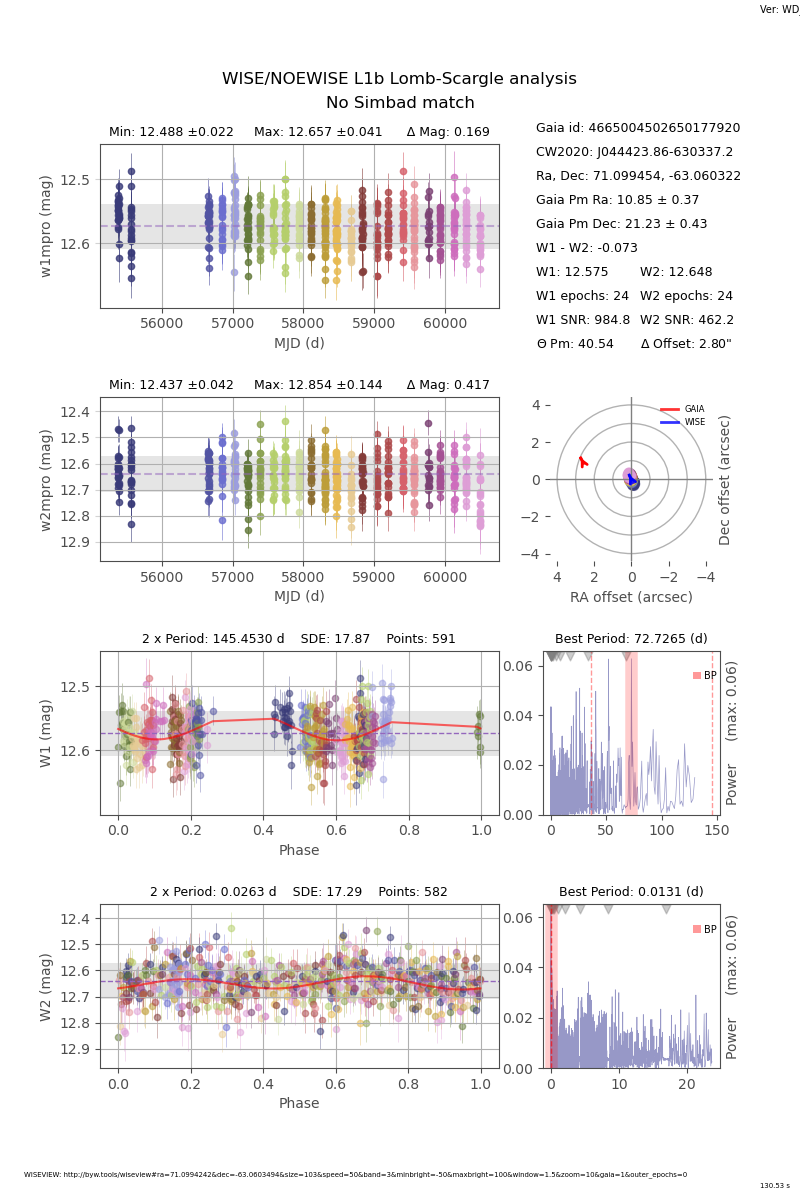 Ver: WD
WISE/NOEWISE L1b Lomb-Scargle analysis
No Simbad match
Min: 12.488 ±0.022 Max: 12.657 ±0.041 Δ Mag: 0.169
w1mpro (mag)
12.5
12.6
56000 57000 58000 59000 60000
MJD (d)
Gaia id: 4665004502650177920
CW2020: J044423.86-630337.2
Ra, Dec: 71.099454, -63.060322
Gaia Pm Ra: 10.85 ± 0.37
Gaia Pm Dec: 21.23 ± 0.43
W1 - W2: -0.073
W1: 12.575 W2: 12.648
W1 epochs: 24 W2 epochs: 24
W1 SNR: 984.8 W2 SNR: 462.2
Θ Pm: 40.54 Δ Offset: 2.80"
Min: 12.437 ±0.042 Max: 12.854 ±0.144 Δ Mag: 0.417
w2mpro (mag)
12.4
12.5
12.6
12.7
12.8
12.9
56000 57000 58000 59000 60000
MJD (d)
GAIA
WISE
4
2
0
−2
−4
4 2 0 −2 −4
RA offset (arcsec)
Dec offset (arcsec)
2 x Period: 145.4530 d SDE: 17.87 Points: 591
W1 (mag)
12.5
12.6
0.0 0.2 0.4 0.6 0.8 1.0
Phase
Best Period: 72.7265 (d)
BP
0.06
0.04
0.02
0.00
0 50 100 150
Power (max: 0.06)
2 x Period: 0.0263 d SDE: 17.29 Points: 582
W2 (mag)
12.4
12.5
12.6
12.7
12.8
12.9
0.0 0.2 0.4 0.6 0.8 1.0
Phase
Best Period: 0.0131 (d)
BP
0.06
0.04
0.02
0.00
0 10 20
Power (max: 0.06)
WISEVIEW: http://byw.tools/wiseview#ra=71.0994242&dec=-63.0603494&size=103&speed=50&band=3&minbright=-50&maxbright=100&window=1.5&zoom=10&gaia=1&outer_epochs=0
130.53 s